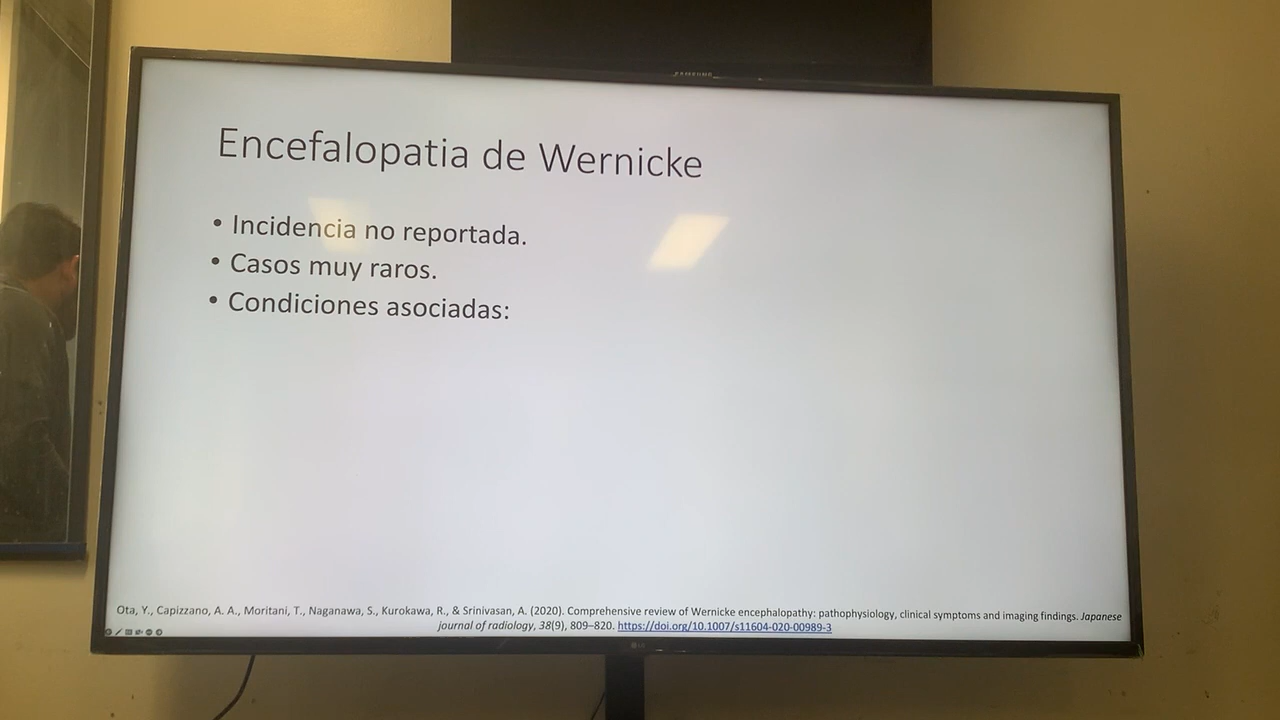 SAMSUNG
Encefalopatia de Wernicke
• Incidencia no reportada.
• Casos muy raros.
• Condiciones asociadas:
Ota, Y., Capizzano, A. A., Moritani, T., Naganawa, S., Kurokawa, R., & Srinivasan, A. (2020). Comprehensive review of Wernicke encephalopathy: pathophysiology, clinical symptoms and imaging findings. Japanese
journal of radiology, 38(9), 809–820. https://doi.org/10.1007/s11604-020-00989-3
LG